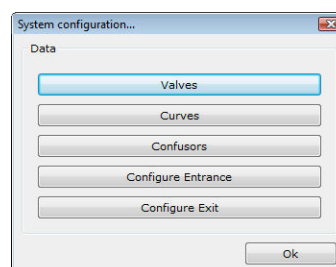 System configuration...
Data
Valves
Curves
Confusors
Configure Entrance
Configure Exit
Ok